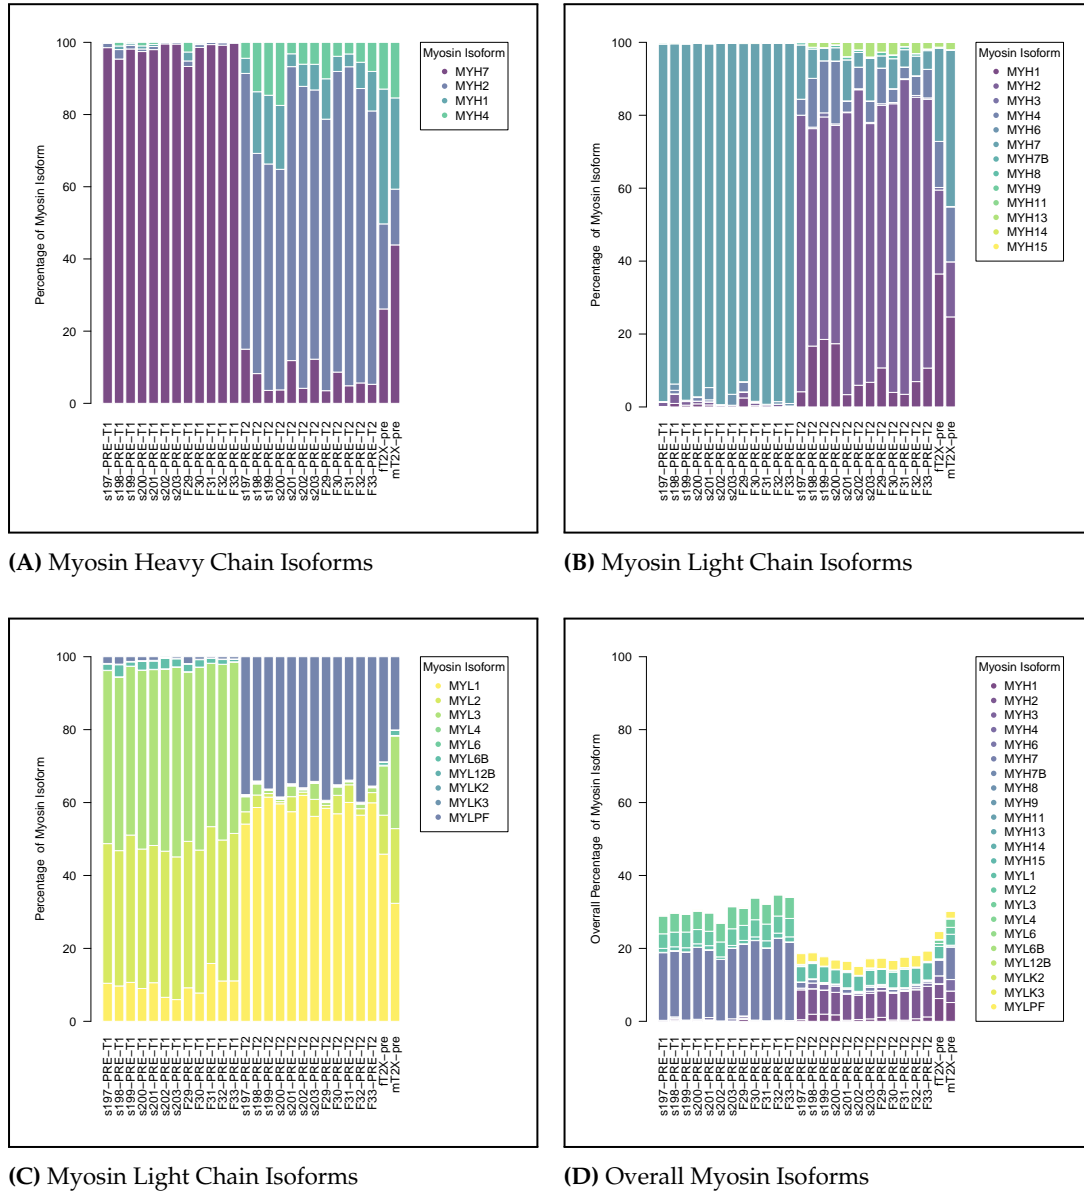 100
80
60
40
20
0
Percentage of Myosin Isoform
Myosin Isoform
MYH7
MYH2
MYH1
MYH4
s197−PRE−T1
s198−PRE−T1
s199−PRE−T1
s200−PRE−T1
s201−PRE−T1
s202−PRE−T1
s203−PRE−T1
F29−PRE−T1
F30−PRE−T1
F31−PRE−T1
F32−PRE−T1
F33−PRE−T1
s197−PRE−T2
s198−PRE−T2
s199−PRE−T2
s200−PRE−T2
s201−PRE−T2
s202−PRE−T2
s203−PRE−T2
F29−PRE−T2
F30−PRE−T2
F31−PRE−T2
F32−PRE−T2
F33−PRE−T2
fT2X−pre
mT2X−pre
(A) Myosin Heavy Chain Isoforms
100
80
60
40
20
0
Percentage of Myosin Isoform
Myosin Isoform
MYH1
MYH2
MYH3
MYH4
MYH6
MYH7
MYH7B
MYH8
MYH9
MYH11
MYH13
MYH14
MYH15
s197−PRE−T1
s198−PRE−T1
s199−PRE−T1
s200−PRE−T1
s201−PRE−T1
s202−PRE−T1
s203−PRE−T1
F29−PRE−T1
F30−PRE−T1
F31−PRE−T1
F32−PRE−T1
F33−PRE−T1
s197−PRE−T2
s198−PRE−T2
s199−PRE−T2
s200−PRE−T2
s201−PRE−T2
s202−PRE−T2
s203−PRE−T2
F29−PRE−T2
F30−PRE−T2
F31−PRE−T2
F32−PRE−T2
F33−PRE−T2
fT2X−pre
mT2X−pre
(B) Myosin Light Chain Isoforms
100
80
60
40
20
0
Percentage of Myosin Isoform
Myosin Isoform
MYL1
MYL2
MYL3
MYL4
MYL6
MYL6B
MYL12B
MYLK2
MYLK3
MYLPF
s197−PRE−T1
s198−PRE−T1
s199−PRE−T1
s200−PRE−T1
s201−PRE−T1
s202−PRE−T1
s203−PRE−T1
F29−PRE−T1
F30−PRE−T1
F31−PRE−T1
F32−PRE−T1
F33−PRE−T1
s197−PRE−T2
s198−PRE−T2
s199−PRE−T2
s200−PRE−T2
s201−PRE−T2
s202−PRE−T2
s203−PRE−T2
F29−PRE−T2
F30−PRE−T2
F31−PRE−T2
F32−PRE−T2
F33−PRE−T2
fT2X−pre
mT2X−pre
(C) Myosin Light Chain Isoforms
100
80
60
40
20
0
Overall Percentage of Myosin Isoform
Myosin Isoform
MYH1
MYH2
MYH3
MYH4
MYH6
MYH7
MYH7B
MYH8
MYH9
MYH11
MYH13
MYH14
MYH15
MYL1
MYL2
MYL3
MYL4
MYL6
MYL6B
MYL12B
MYLK2
MYLK3
MYLPF
s197−PRE−T1
s198−PRE−T1
s199−PRE−T1
s200−PRE−T1
s201−PRE−T1
s202−PRE−T1
s203−PRE−T1
F29−PRE−T1
F30−PRE−T1
F31−PRE−T1
F32−PRE−T1
F33−PRE−T1
s197−PRE−T2
s198−PRE−T2
s199−PRE−T2
s200−PRE−T2
s201−PRE−T2
s202−PRE−T2
s203−PRE−T2
F29−PRE−T2
F30−PRE−T2
F31−PRE−T2
F32−PRE−T2
F33−PRE−T2
fT2X−pre
mT2X−pre
(D) Overall Myosin Isoforms